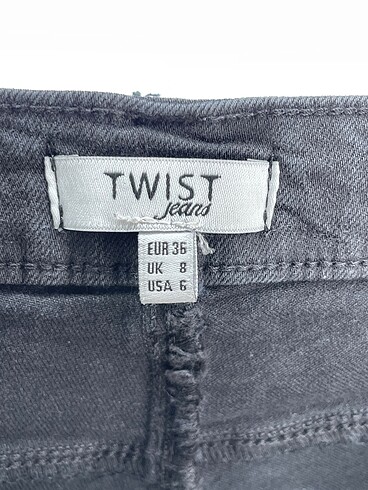 TWIST
jeans
EUR 36
UK 8
USA 6